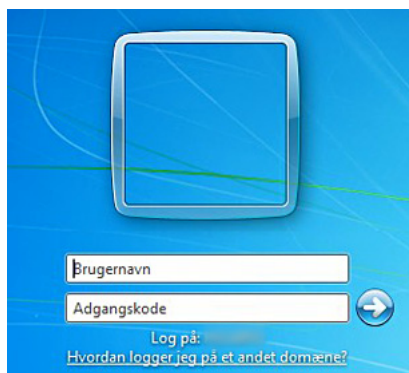 Brugernavn
Adgangskode
Log på:
Hvordan logger jeg på et andet domæne?